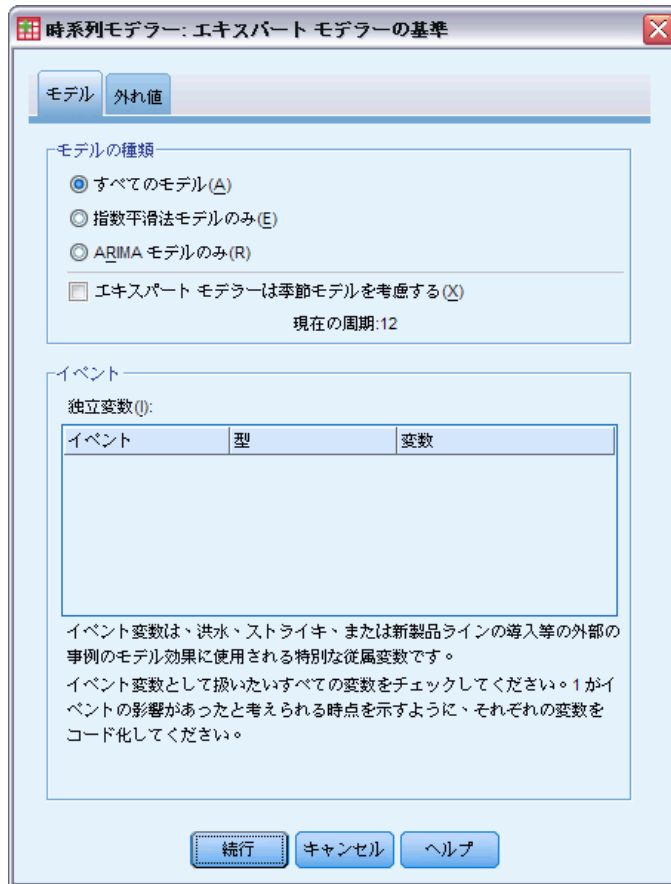 時系列モデラー: エキスパート モデラーの基準
モデル
外れ値
モデルの種類
すべてのモデル(A)
指数平滑法モデルのみ(E)
ARIMA モデルのみ(R)
エキスパート モデラーは季節モデルを考慮する(X)
現在の周期:12
イベント
独立変数(I):
イベント 型 変数
イベント変数は、洪水、ストライキ、または新製品ラインの導入等の外部の
事例のモデル効果に使用される特別な従属変数です。
イベント変数として扱いたいすべての変数をチェックしてください。1 がイ
ベントの影響があったと考えられる時点を示すように、それぞれの変数を
コード化してください。
続行 キャンセル ヘルプ